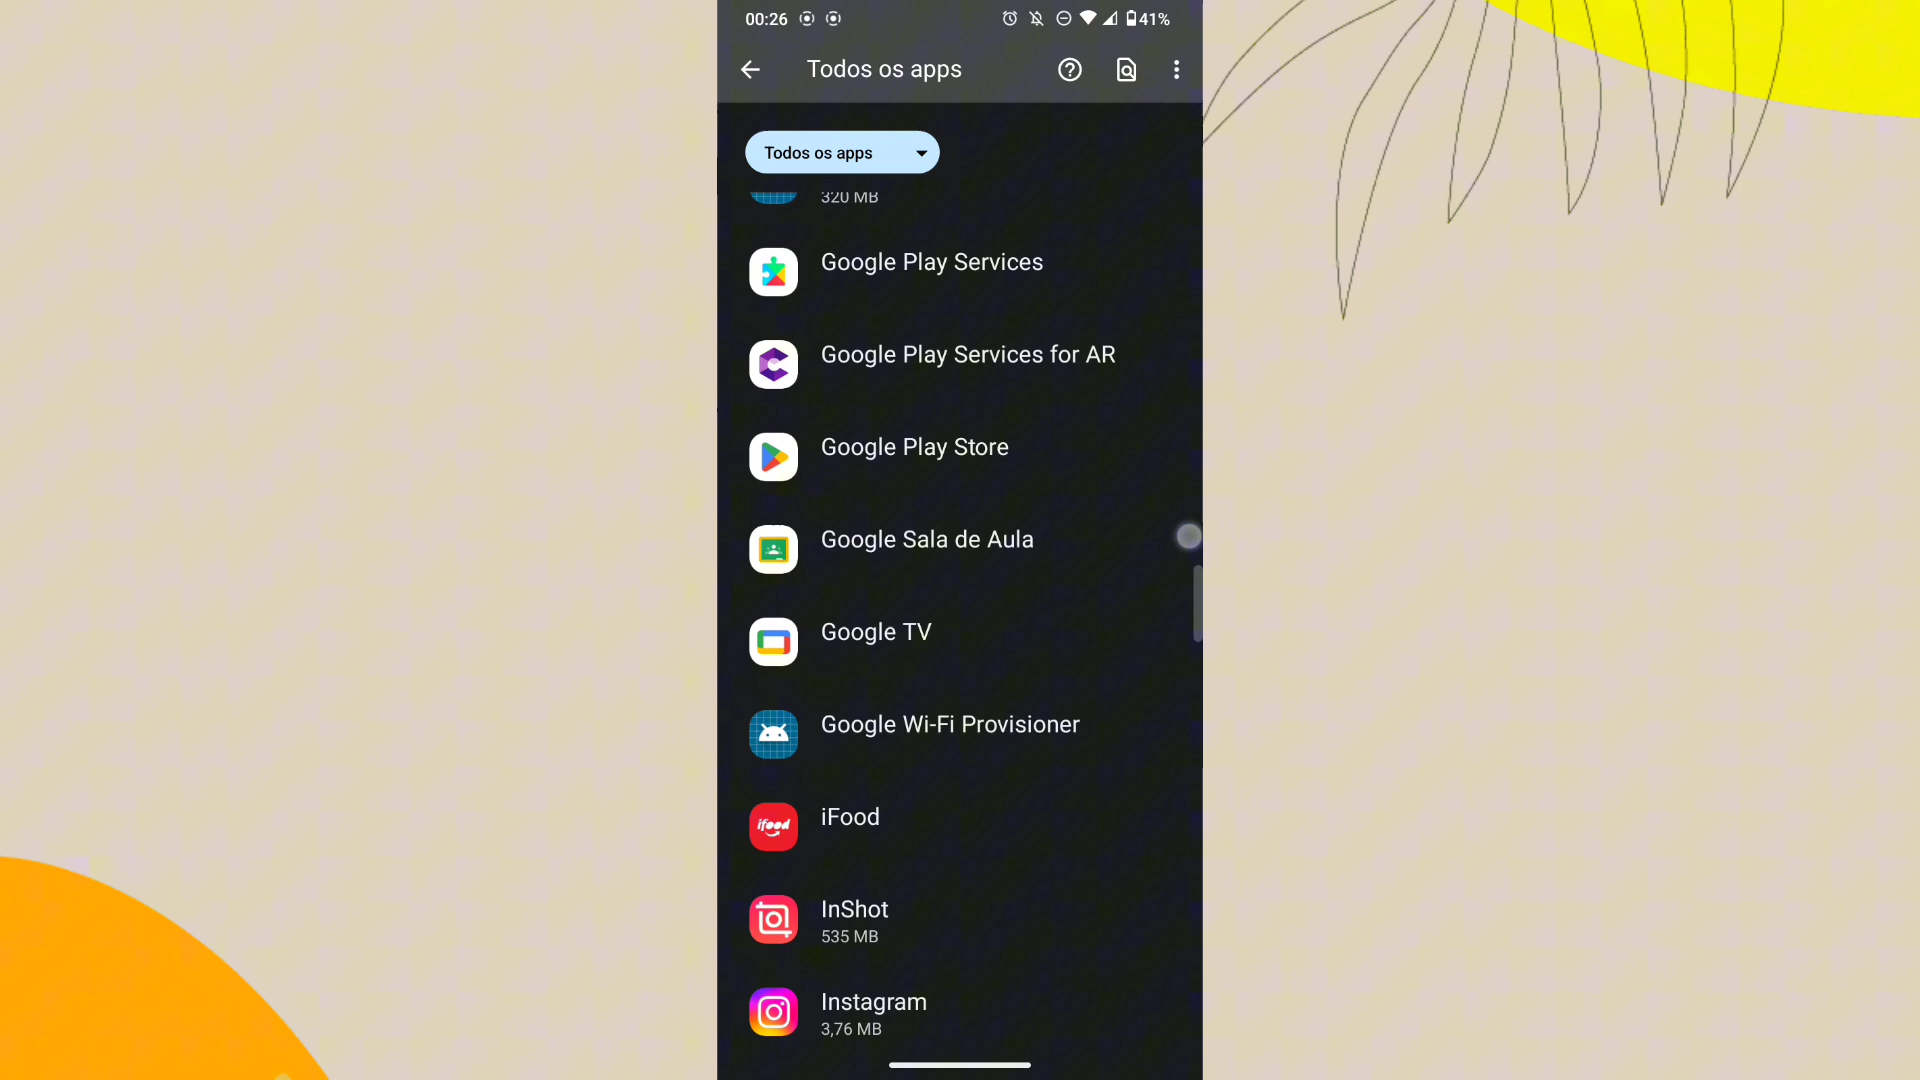 00:26
41%
Todos os apps
Todos os apps
320 MB
Google Play Services
Google Play Services for AR
Google Play Store
Google Sala de Aula
Google TV
Google Wi-Fi Provisioner
ifood
iFood
InShot
535 MB
Instagram
3,76 MB